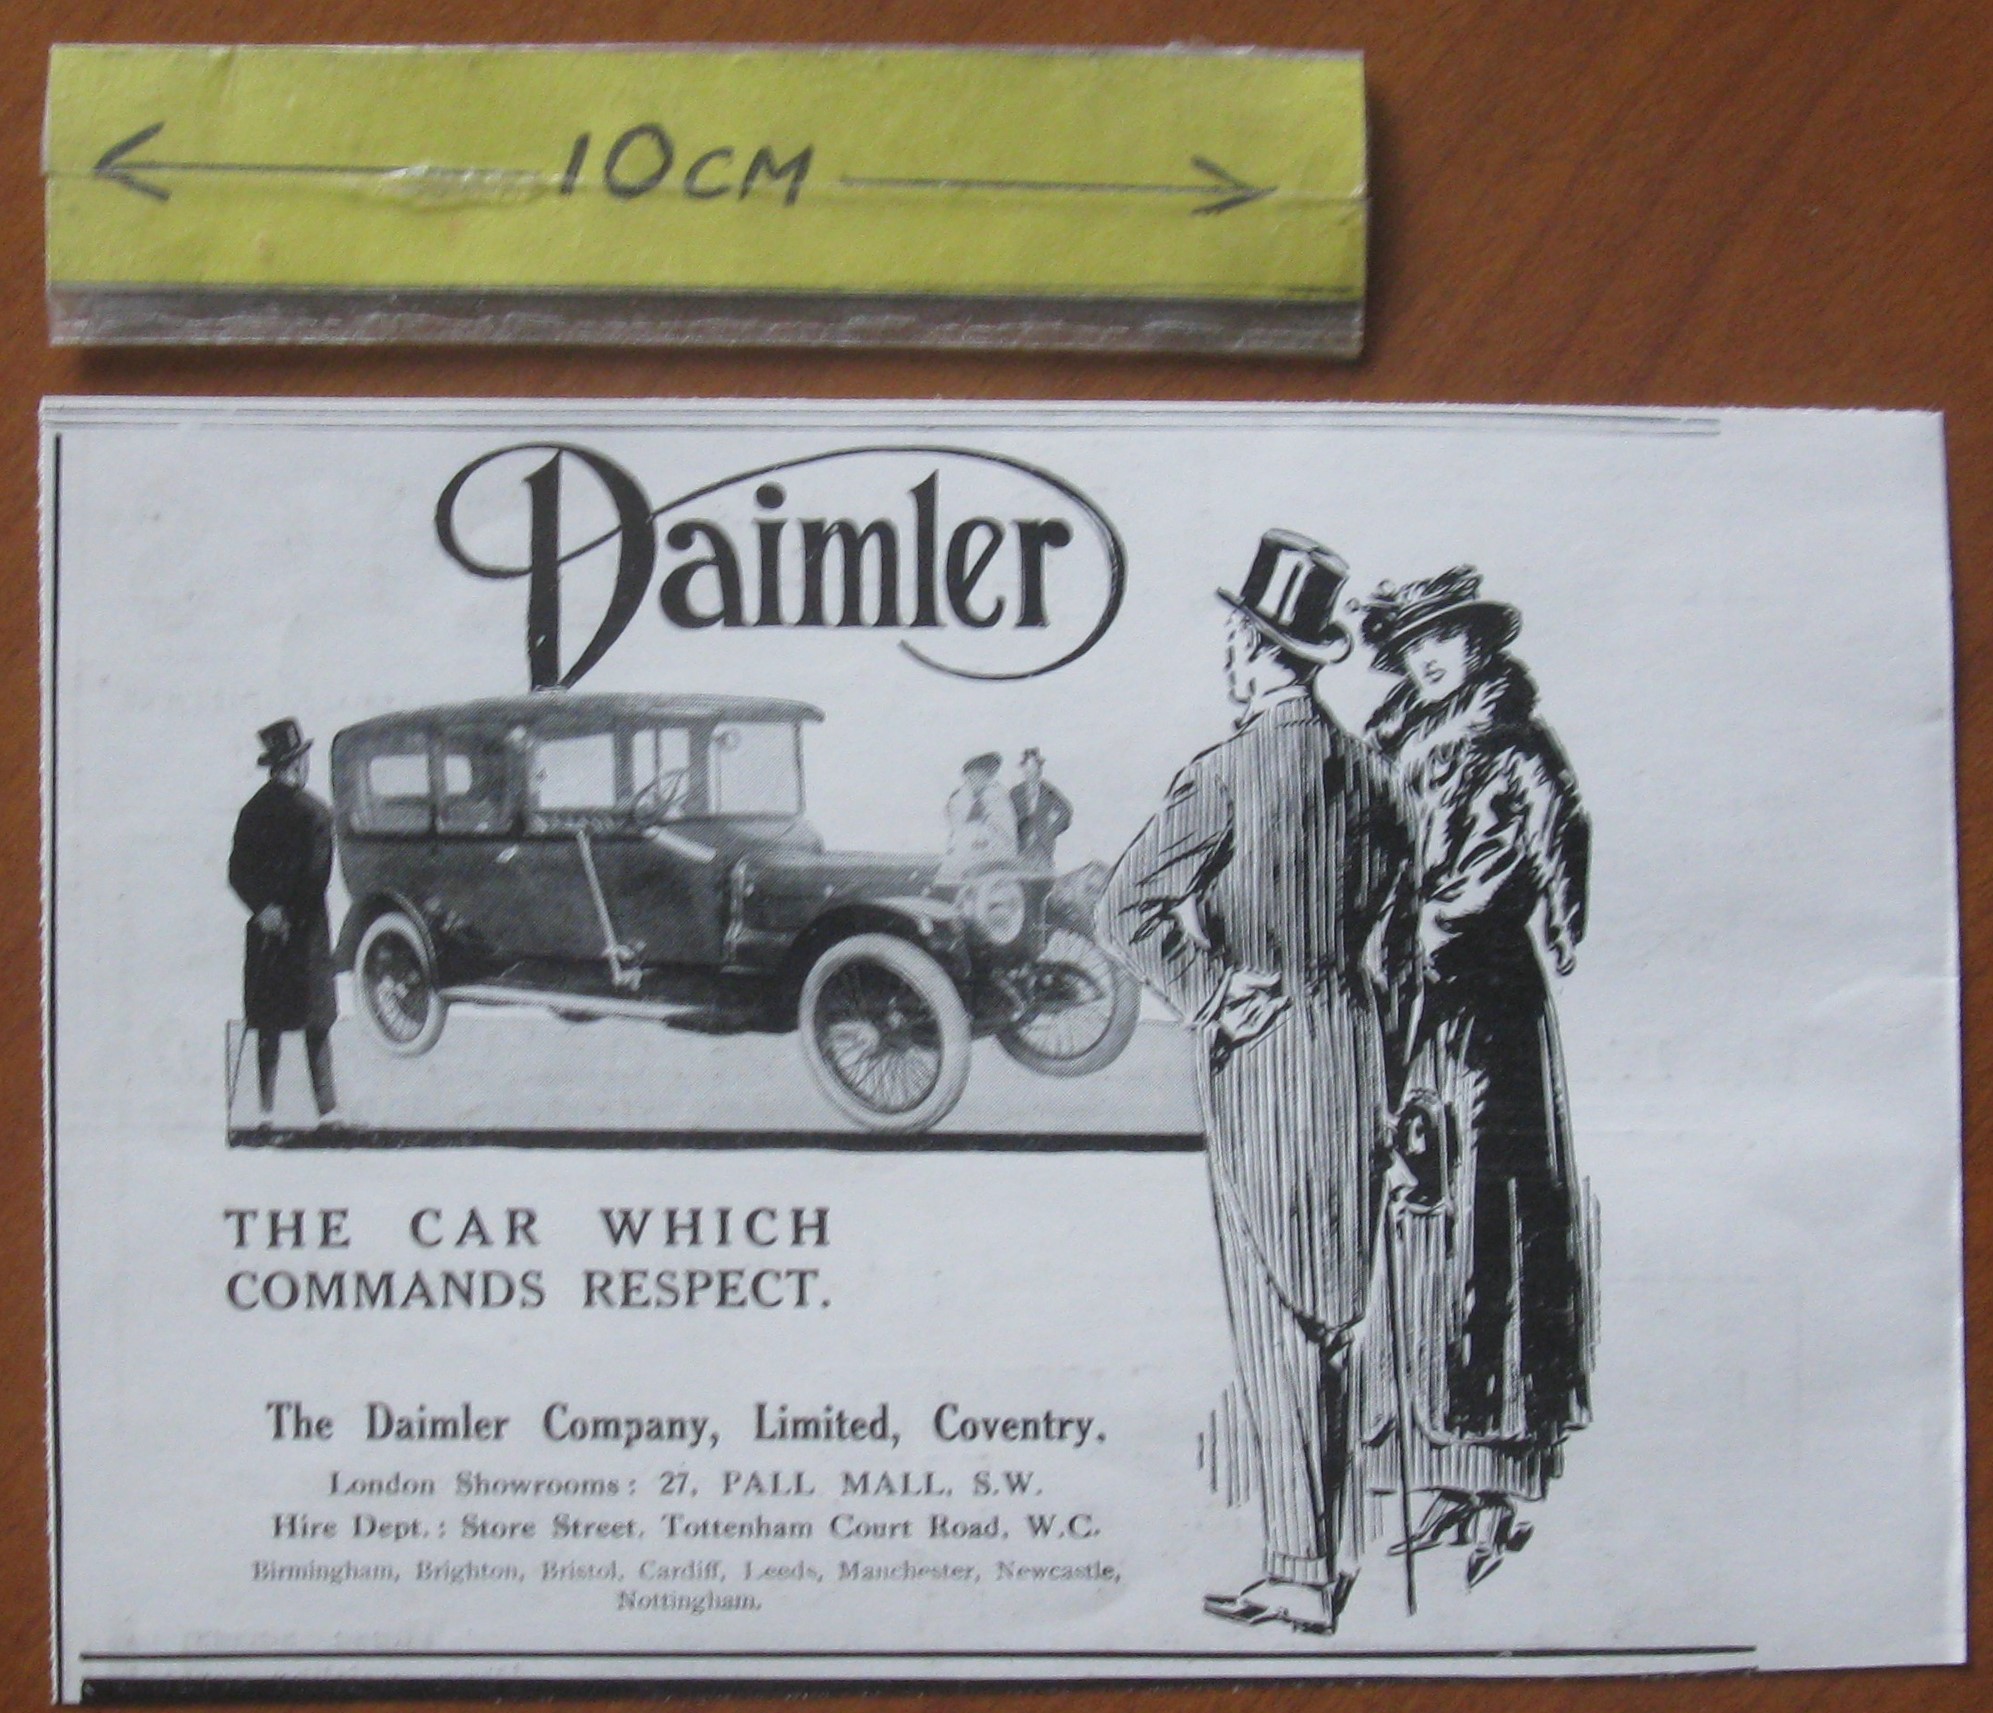 10CM
Daimler
THE CAR WHICH
COMMANDS RESPECT.
The Daimler Company, Limited, Coventry.
London Showrooms: 27, PALL MALL, S.W.
Hire Dept.: Store Street, Tottenham Court Road, W.C.
Birmingham, Brighton, Bristol, Cardiff, Leeds, Manchester, Newcastle,
Nottingham.